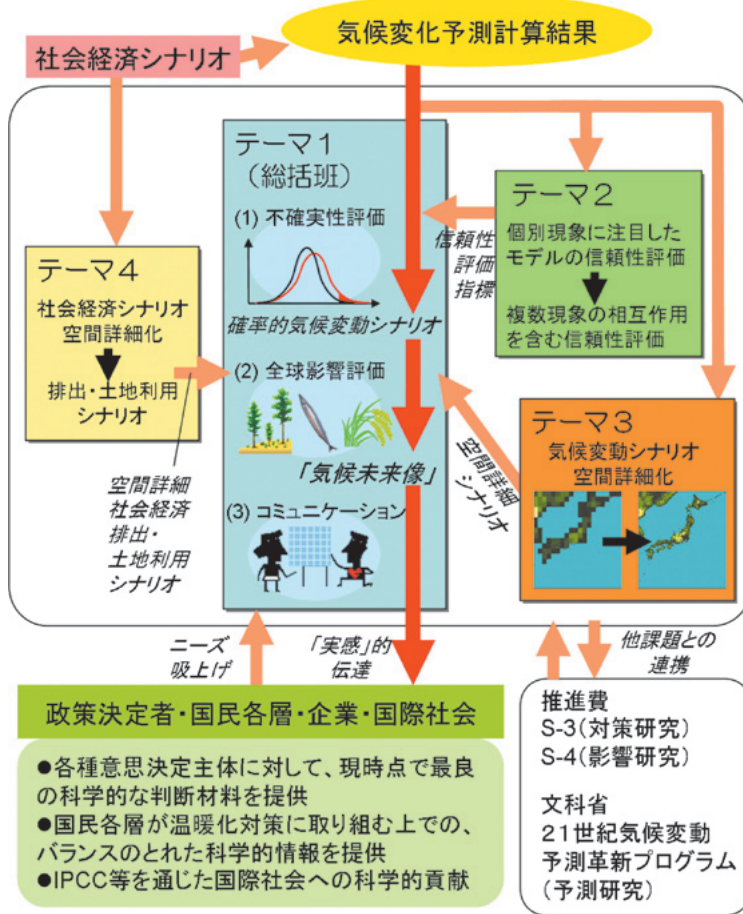 社会経済シナリオ
気候変化予測計算結果
テーマ1
(総括班)
(1) 不確実性評価
確率的気候変動シナリオ
(2) 全球影響評価
「気候未来像」
(3) コミュニケーション
テーマ2
個別現象に注目した
モデルの信頼性評価
複数現象の相互作用
を含む信頼性評価
信頼性
評価
指標
テーマ4
社会経済シナリオ
空間詳細化
排出・土地利用
シナリオ
空間詳細
社会経済
排出・
土地利用
シナリオ
テーマ3
気候変動シナリオ
空間詳細化
空間詳細
シナリオ
ニーズ
吸上げ
「実感」的
伝達
他課題との
連携
政策決定者・国民各層・企業・国際社会
●各種意思決定主体に対して、現時点で最良
の科学的な判断材料を提供
●国民各層が温暖化対策に取り組む上での、
バランスのとれた科学的情報を提供
●IPCC等を通じた国際社会への科学的貢献
推進費
S-3(対策研究)
S-4(影響研究)
文科省
21世紀気候変動
予測革新プログラム
(予測研究)